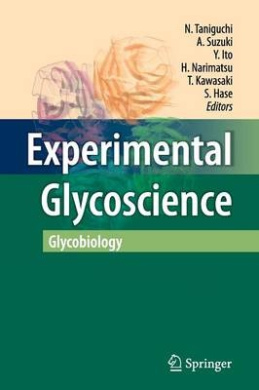 N. Taniguchi
A. Suzuki
Y. Ito
H. Narimatsu
T. Kawasaki
S. Hase
Editors
Experimental
Glycoscience
Glycobiology
Springer